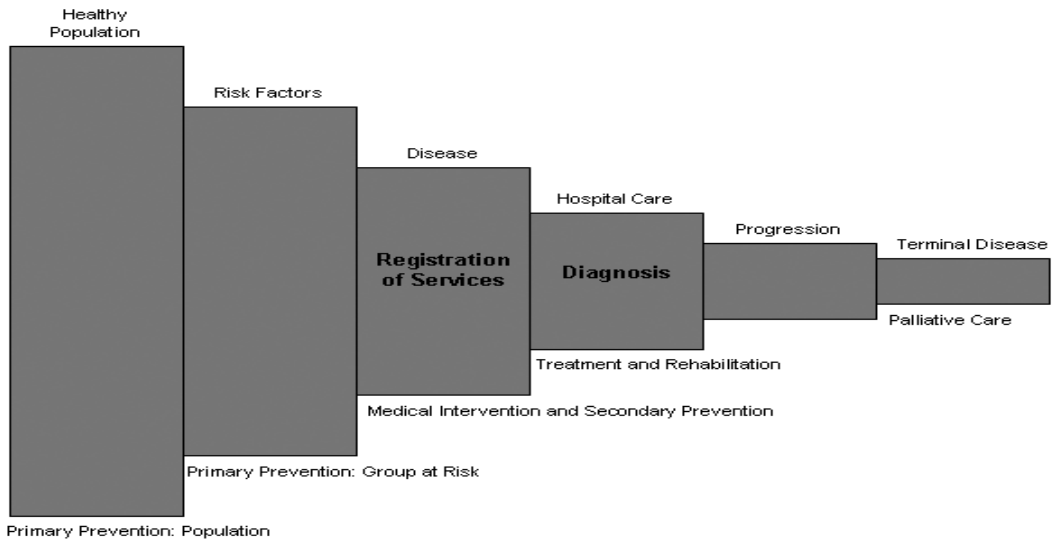 Healthy
Population
Risk Factors
Disease
Hospital Care
Progression
Terminal Disease
Registration
of Services
Diagnosis
Palliative Care
Treatment and Rehabilitation
Medical Intervention and Secondary Prevention
Primary Prevention: Group at Risk
Primary Prevention: Population